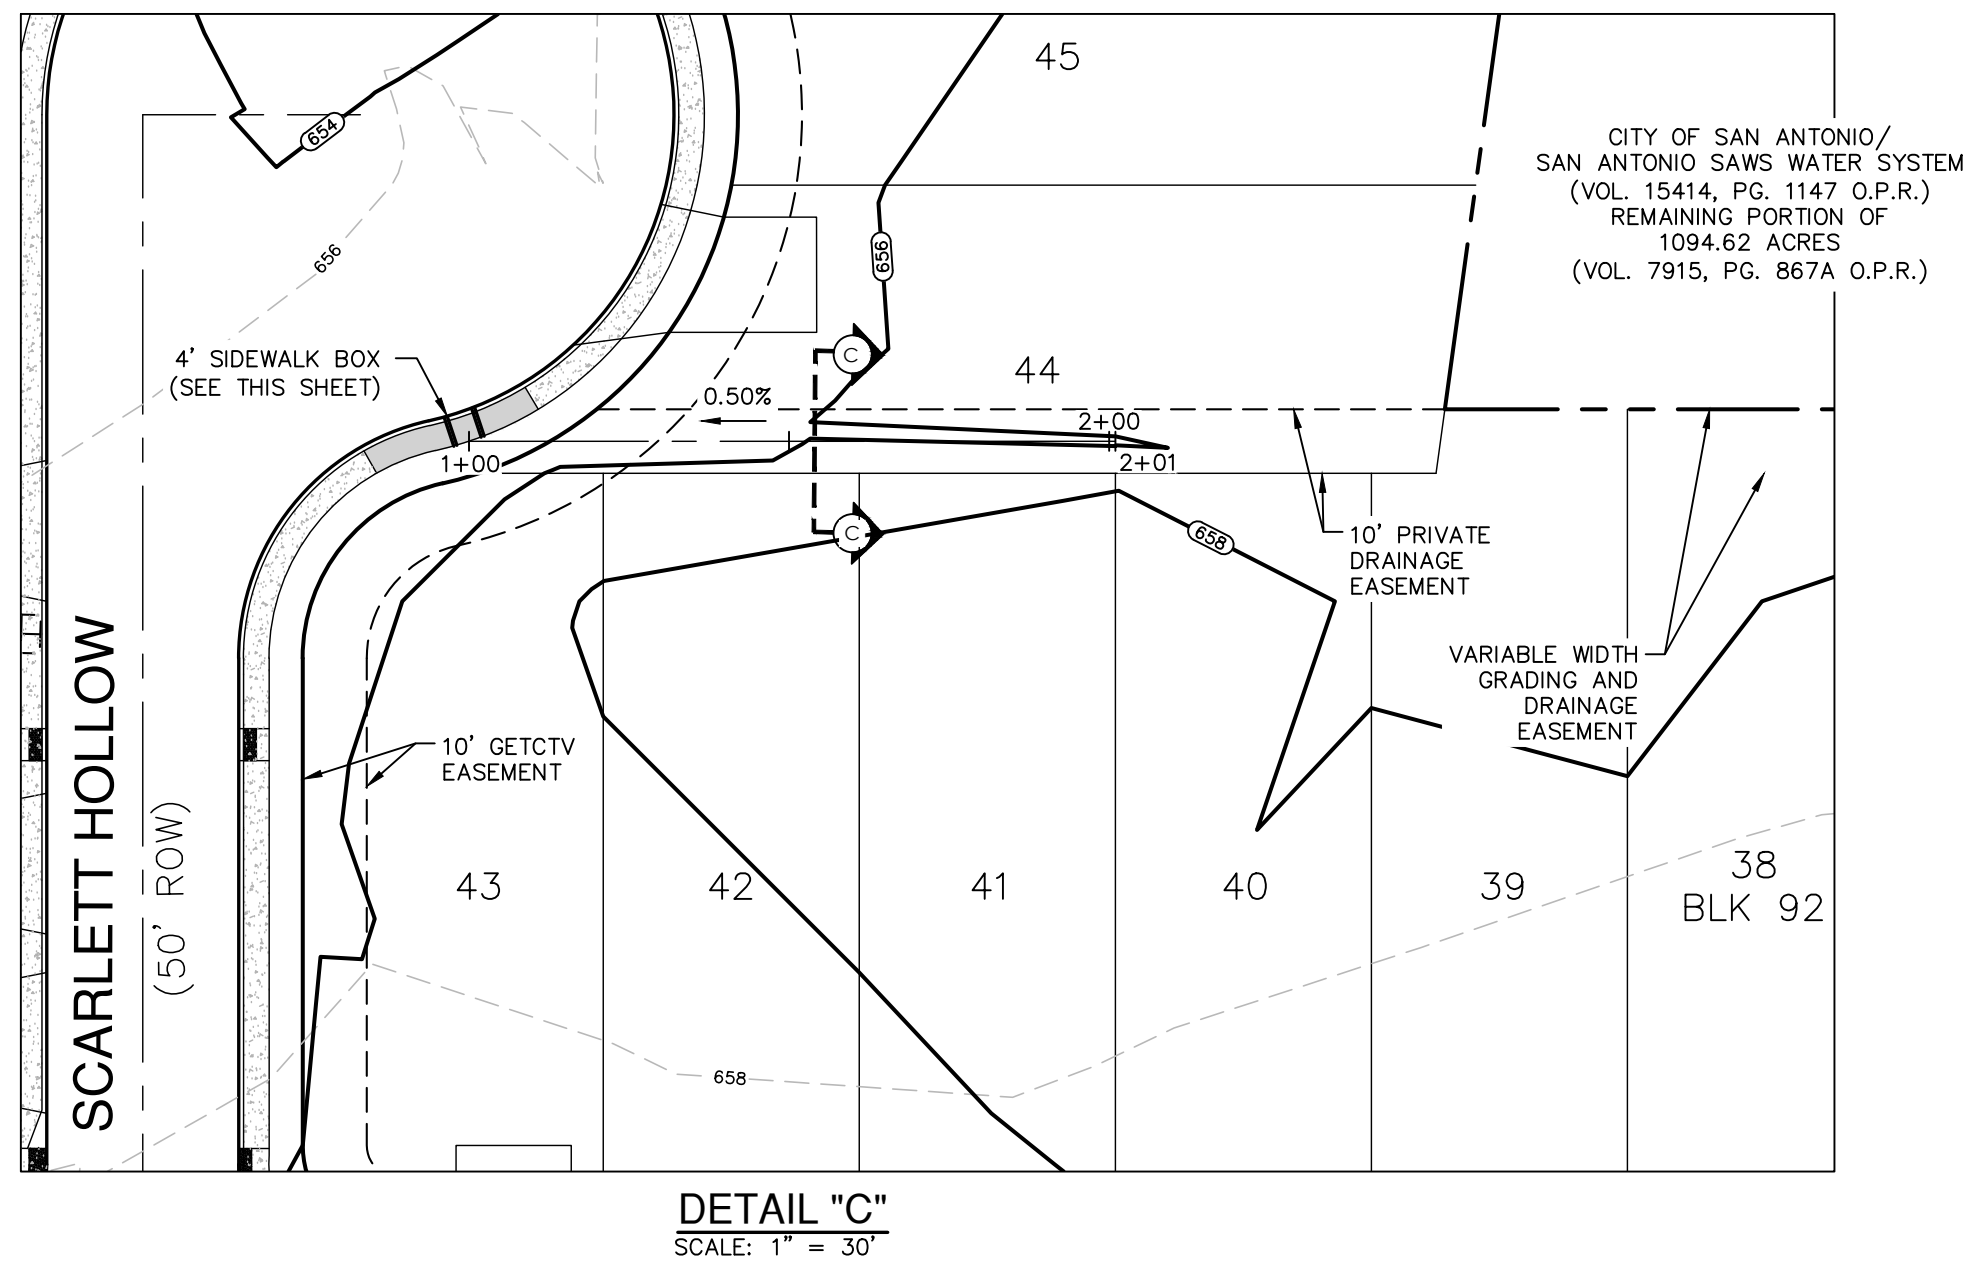 45
CITY OF SAN ANTONIO/
SAN ANTONIO SAWS WATER SYSTEM
(VOL. 15414, PG. 1147 O.P.R.)
REMAINING PORTION OF
1094.62 ACRES
(VOL. 7915, PG. 867A O.P.R.)
654
656
656
4' SIDEWALK BOX
(SEE THIS SHEET)
C
44
0.50%
2+00
1+00
2+01
C
658
10' PRIVATE
DRAINAGE
EASEMENT
VARIABLE WIDTH
GRADING AND
DRAINAGE
EASEMENT
SCARLETT HOLLOW
(50' ROW)
10' GETCTV
EASEMENT
43
42
41
40
39
38
BLK 92
658
DETAIL "C"
SCALE: 1" = 30'